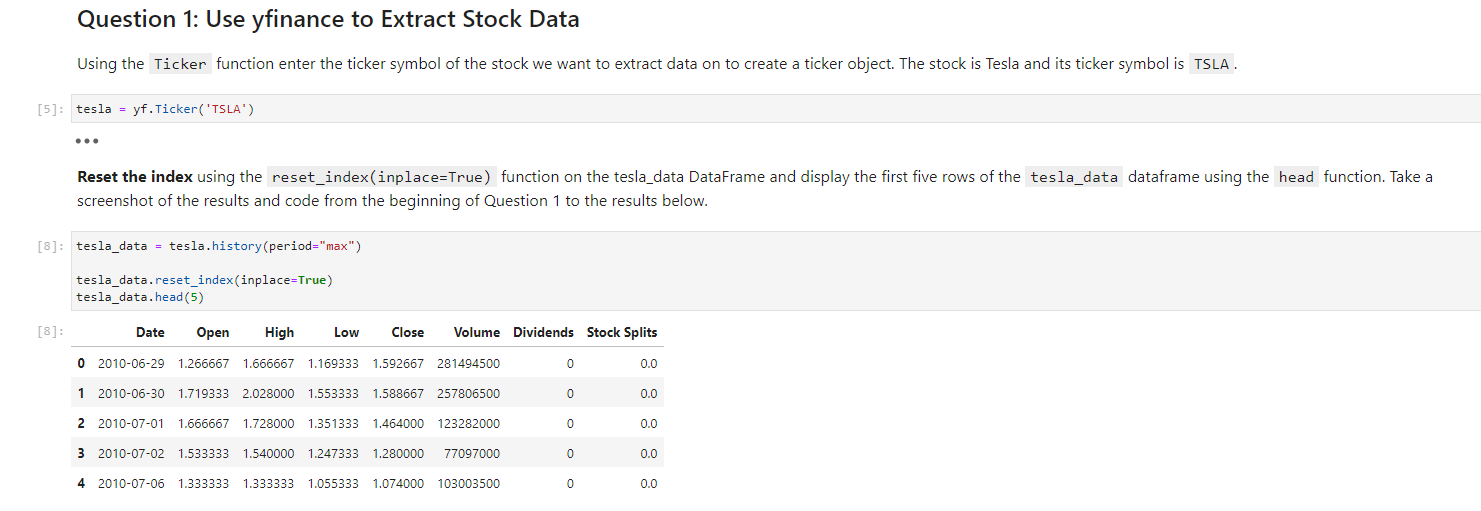 Question 1: Use yfinance to Extract Stock Data
Using the Ticker function enter the ticker symbol of the stock we want to extract data on to create a ticker object. The stock is Tesla and its ticker symbol is TSLA.
[5]: tesla = yf.Ticker('TSLA')
•••
Reset the index using the reset_index(inplace=True) function on the tesla_data DataFrame and display the first five rows of the tesla_data dataframe using the head function. Take a
screenshot of the results and code from the beginning of Question 1 to the results below.
[8]: tesla_data = tesla.history(period="max")
tesla_data.reset_index(inplace=True)
tesla_data.head(5)
[8]: Date Open High Low Close Volume Dividends Stock Splits
0 2010-06-29 1.266667 1.666667 1.169333 1.592667 281494500 0 0.0
1 2010-06-30 1.719333 2.028000 1.553333 1.588667 257806500 0 0.0
2 2010-07-01 1.666667 1.728000 1.351333 1.464000 123282000 0 0.0
3 2010-07-02 1.533333 1.540000 1.247333 1.280000 77097000 0 0.0
4 2010-07-06 1.333333 1.333333 1.055333 1.074000 103003500 0 0.0